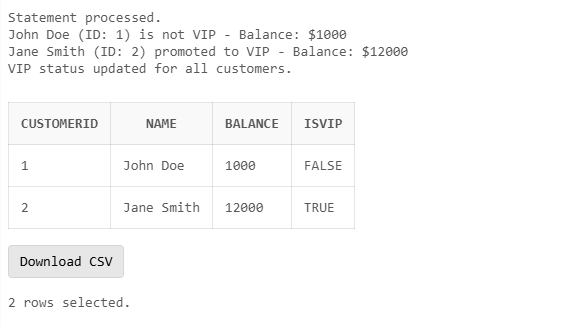 Statement processed.
John Doe (ID: 1) is not VIP - Balance: $1000
Jane Smith (ID: 2) promoted to VIP - Balance: $12000
VIP status updated for all customers.
CUSTOMERID NAME BALANCE ISVIP
1 John Doe 1000 FALSE
2 Jane Smith 12000 TRUE
Download CSV
2 rows selected.